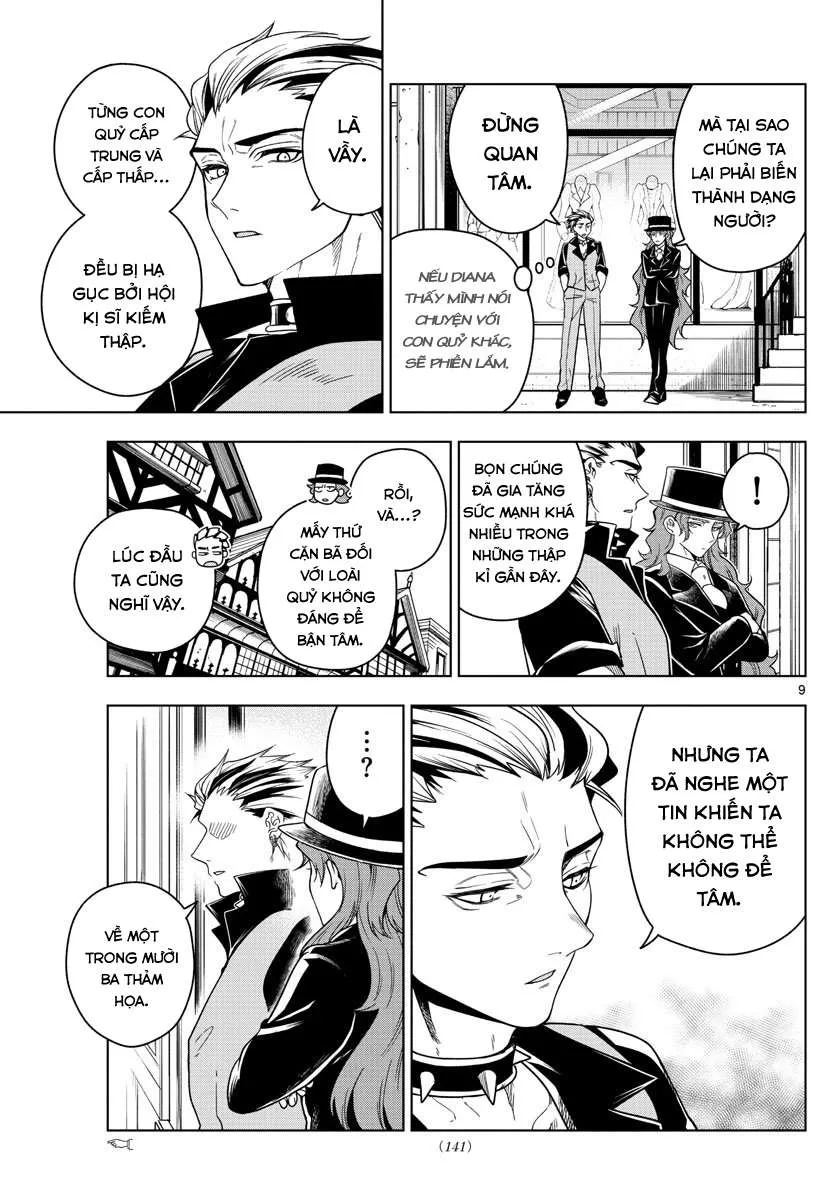 MÀ TẠI SAO
CHÚNG TA
LẠI PHẢI BIẾN
THÀNH DẠNG
NGƯỜI?
ĐỪNG
QUAN
TÂM.
NẾU DIANA
THẤY MÌNH NÓI
CHUYỆN VỚI
CON QUỶ KHÁC,
SẼ PHIỀN LẮM.
LÀ
VẦY.
TỪNG CON
QUỶ CẤP
TRUNG VÀ
CẤP THẤP...
ĐỀU BỊ HẠ
GỤC BỞI HỘI
KỊ SĨ KIẾM
THẬP.
!
BỌN CHÚNG
ĐÃ GIA TĂNG
SỨC MẠNH KHÁ
NHIỀU TRONG
NHỮNG THẬP
KỈ GẦN ĐÂY.
RỒI,
VÀ...?
MẤY THỨ
CẶN BÃ ĐỐI
VỚI LOÀI
QUỶ KHÔNG
ĐÁNG ĐỂ
BẬN TÂM.
LÚC ĐẦU
TA CŨNG
NGHĨ VẬY.
9
NHƯNG TA
ĐÃ NGHE MỘT
TIN KHIẾN TA
KHÔNG THỂ
KHÔNG ĐỂ
TÂM.
...?
VỀ MỘT
TRONG MƯỜI
BA THẢM
HỌA.
(141)